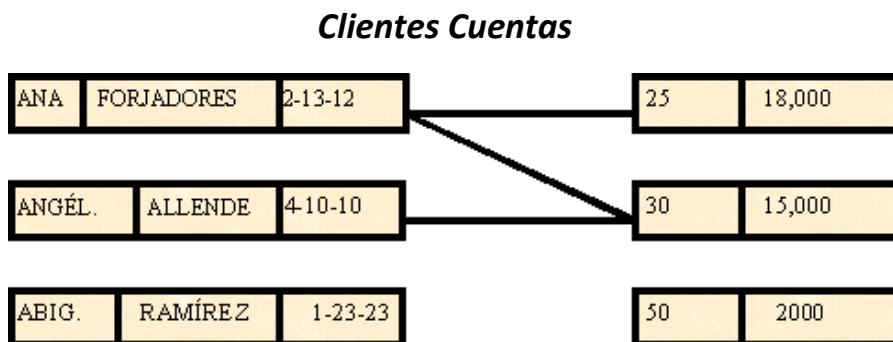 Clientes Cuentas
ANA FORJADORES 2-13-12 25 18,000
ANGÉL. ALLENDE 4-10-10 30 15,000
ABIG. RAMÍREZ 1-23-23 50 2000